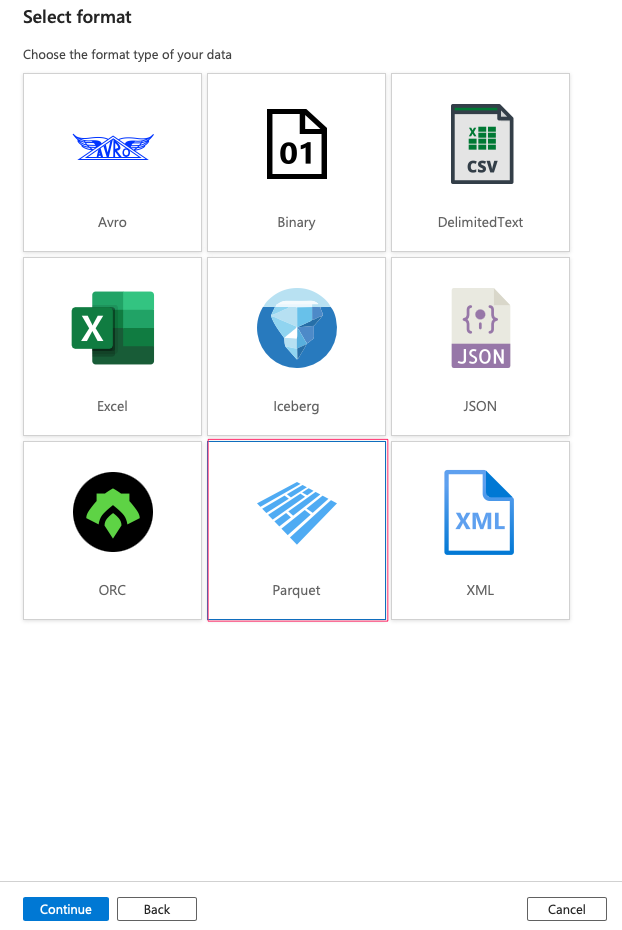 Select format
Choose the format type of your data
AVRO
01
X
CSV
Avro
Binary
DelimitedText
X
{ }
JSON
Excel
Iceberg
JSON
XML
ORC
Parquet
XML
Continue
Back
Cancel